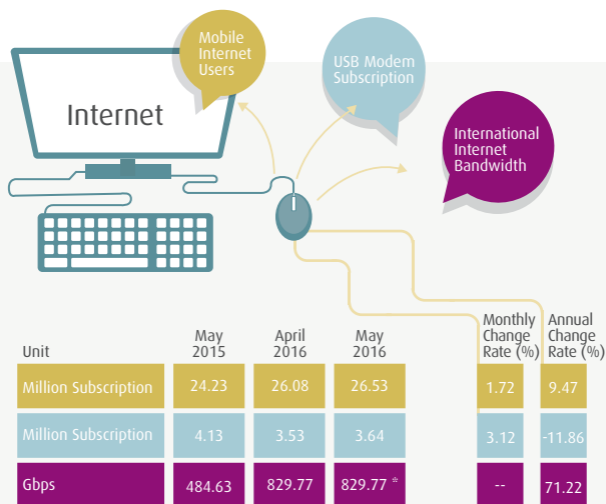 Mobile
Internet
Users
USB Modem
Subscription
Internet
International
Internet
Bandwidth
Unit
May
2015
April
2016
May
2016
Monthly
Change
Rate (%)
Annual
Change
Rate (%)
Million Subscription 24.23 26.08 26.53 1.72 9.47
Million Subscription 4.13 3.53 3.64 3.12 -11.86
Gbps 484.63 829.77 829.77 * -- 71.22